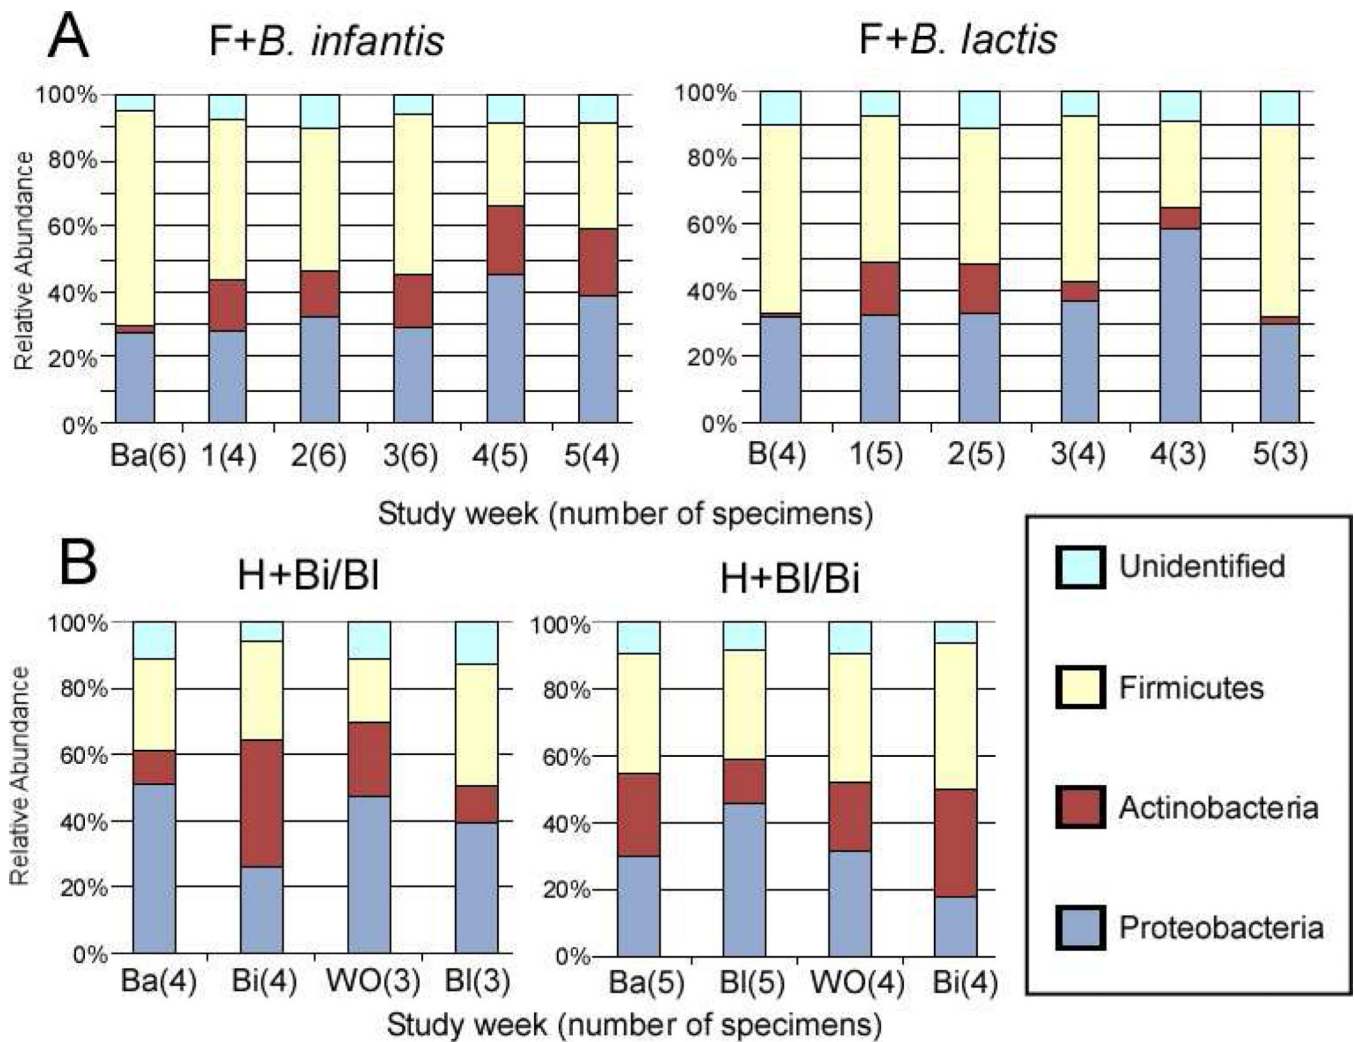 A
F+B. infantis
F+B. lactis
Relative Abundance
100%
80%
60%
40%
20%
0%
Ba(6) 1(4) 2(6) 3(6) 4(5) 5(4)
100%
80%
60%
40%
20%
0%
B(4) 1(5) 2(5) 3(4) 4(3) 5(3)
Study week (number of specimens)
B
H+Bi/Bl
H+Bl/Bi
Relative Abundance
100%
80%
60%
40%
20%
0%
Ba(4) Bi(4) WO(3) Bl(3)
100%
80%
60%
40%
20%
0%
Ba(5) Bl(5) WO(4) Bi(4)
Study week (number of specimens)
Unidentified
Firmicutes
Actinobacteria
Proteobacteria